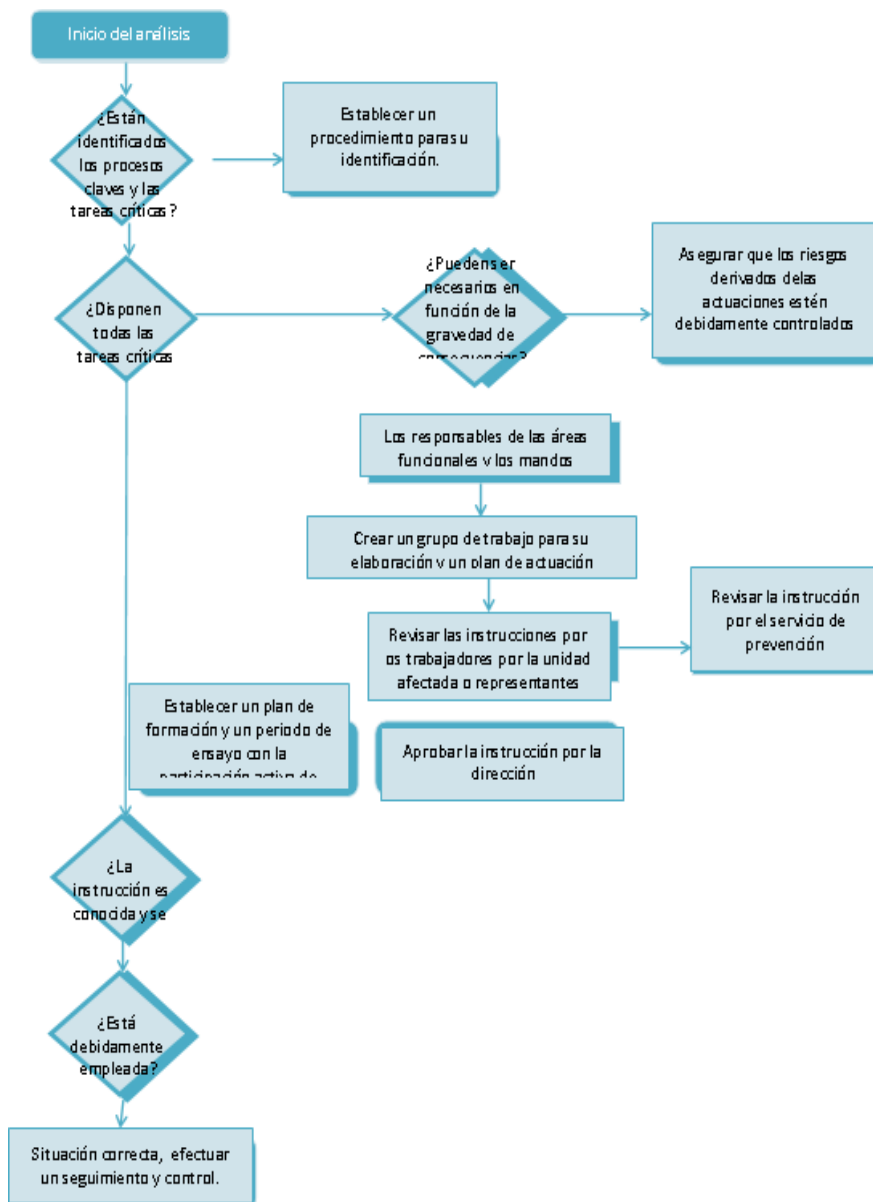 Inicio del análisis
¿Están
identificados
los procesos
claves y las
tareas críticas?
Establecer un
procedimiento para su
identificación.
¿Disponen
todas las
tareas críticas
¿Pueden ser
necesarios en
función de la
gravedad de
consecuencias?
Asegurar que los riesgos
derivados de las
actuaciones estén
debidamente controlados
Los responsables de las áreas
funcionales y los mandos
Crear un grupo de trabajo para su
elaboración y un plan de actuación
Revisar las instrucciones por
os trabajadores por la unidad
afectada o representantes
Revisar la instrucción
por el servicio de
prevención
Establecer un plan de
formación y un periodo de
ensayo con la
participación activa de
Aprobar la instrucción por la
dirección
¿La
instrucción es
conocida y se
¿Está
debidamente
empleada?
Situación correcta, efectuar
un seguimiento y control.